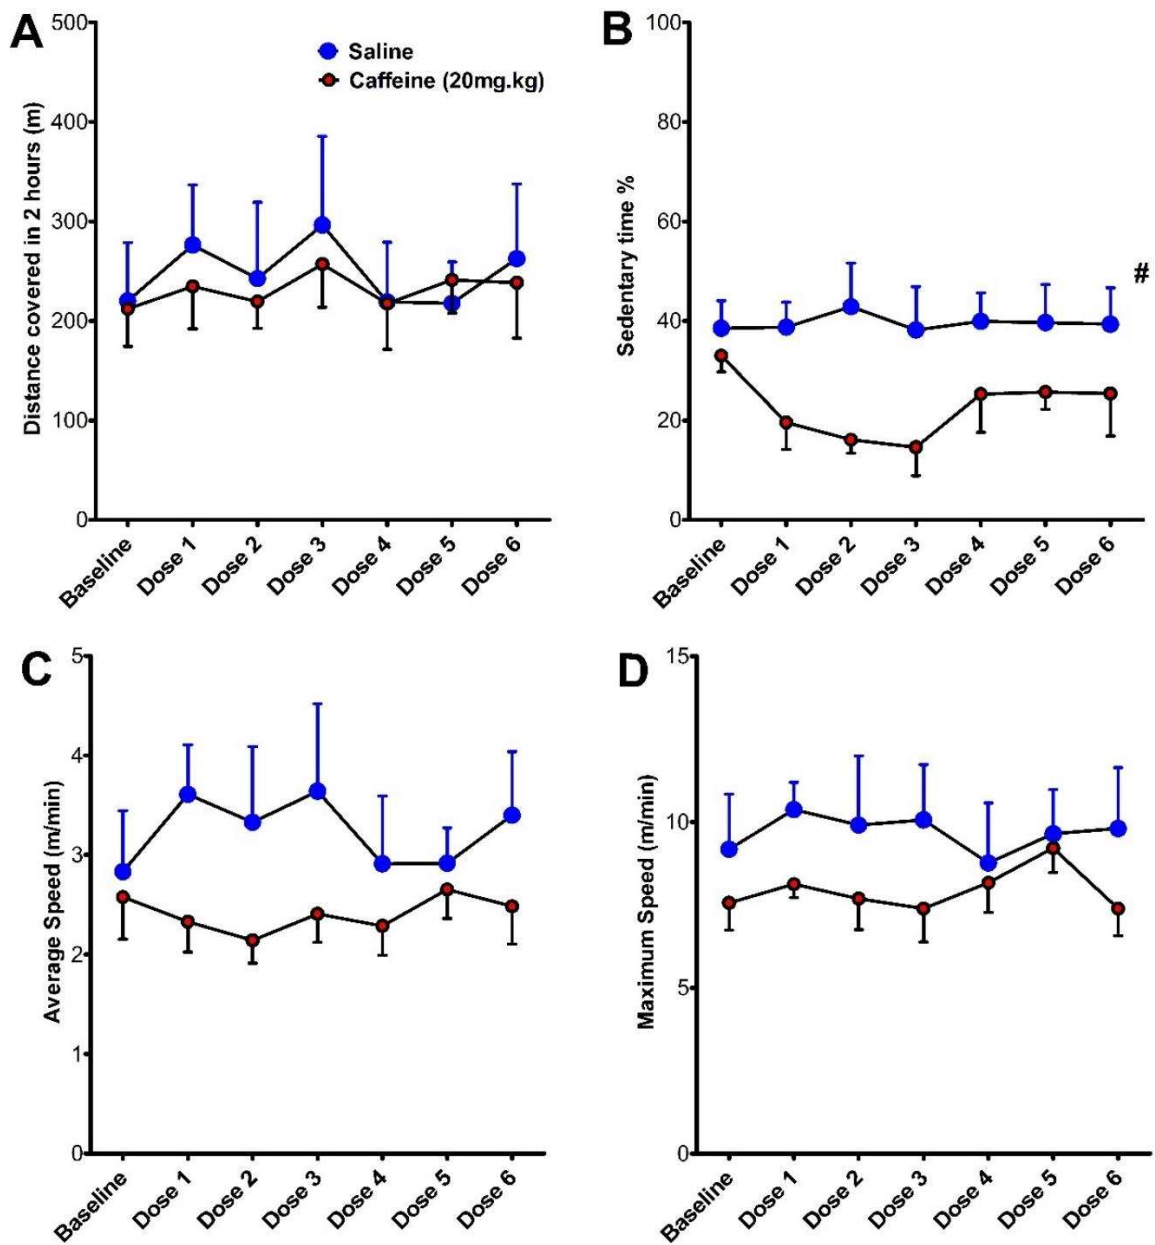 A
Distance covered in 2 hours (m)
500
400
300
200
100
0
Saline
Caffeine (20mg.kg)
Baseline
Dose 1
Dose 2
Dose 3
Dose 4
Dose 5
Dose 6
B
Sedentary time %
100
80
60
40
20
0
#
Baseline
Dose 1
Dose 2
Dose 3
Dose 4
Dose 5
Dose 6
C
Average Speed (m/min)
5
4
3
2
1
0
Baseline
Dose 1
Dose 2
Dose 3
Dose 4
Dose 5
Dose 6
D
Maximum Speed (m/min)
15
10
5
0
Baseline
Dose 1
Dose 2
Dose 3
Dose 4
Dose 5
Dose 6